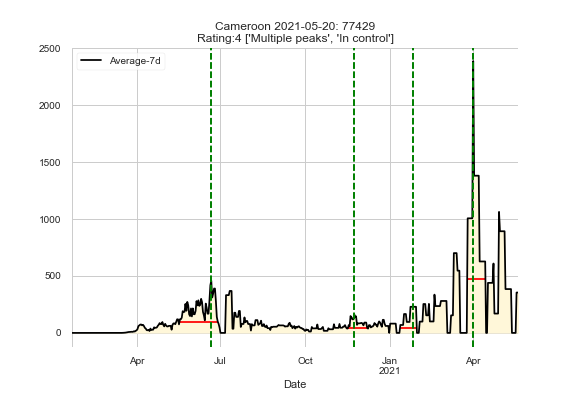 Cameroon 2021-05-20: 77429
Rating:4 ['Multiple peaks', 'In control']
Average-7d
2500
2000
1500
1000
500
0
Apr
Jul
Oct
Jan
2021
Apr
Date